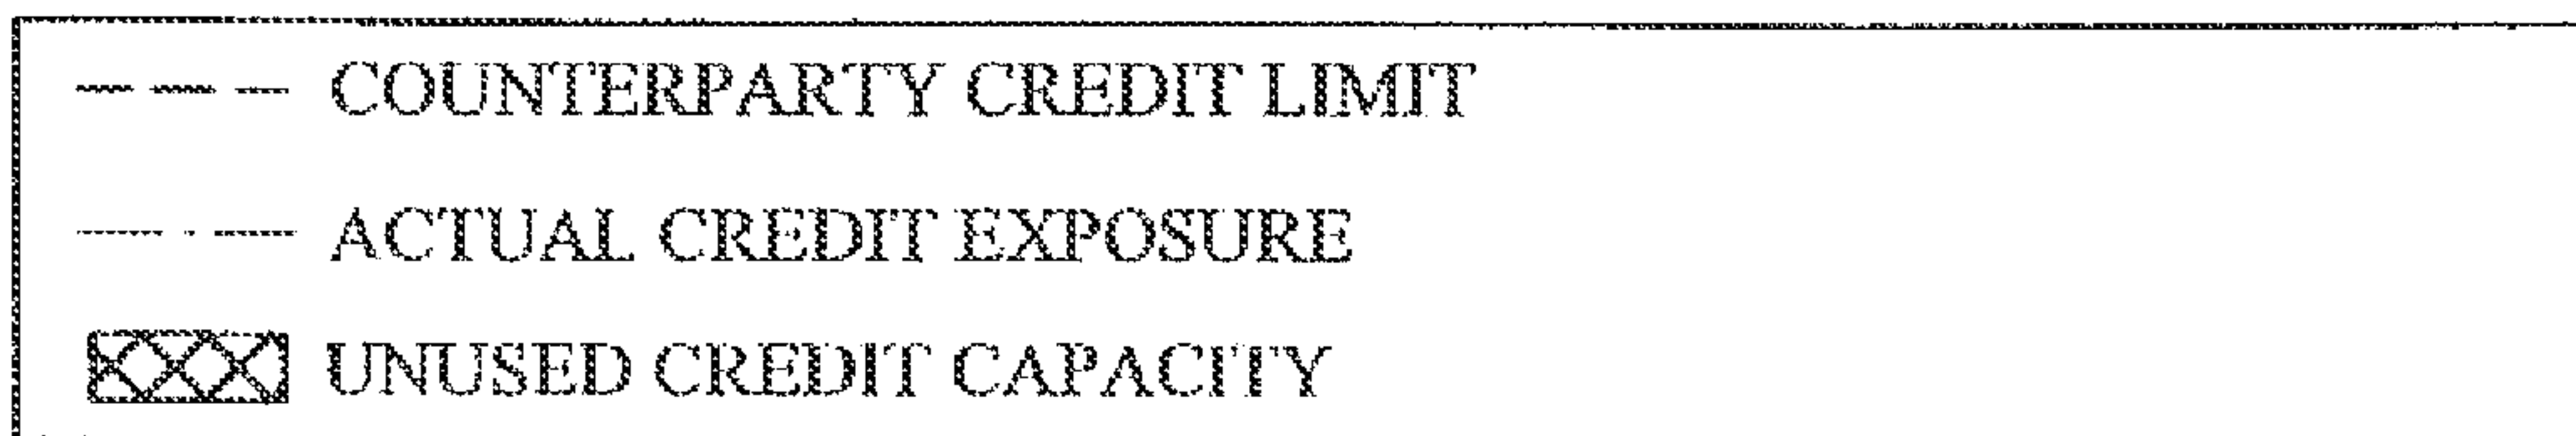 COUNTERPARTY CREDIT LIMIT
ACTUAL CREDIT EXPOSURE
UNUSED CREDIT CAPACITY